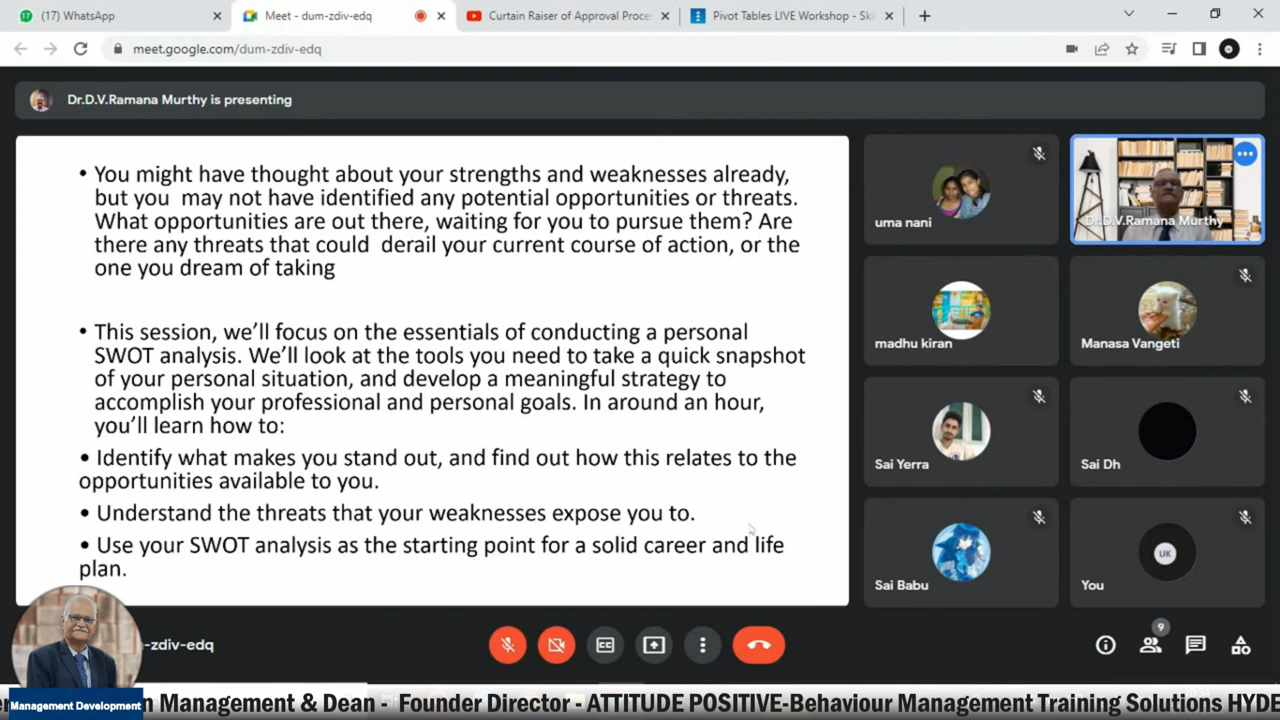 (17) WhatsApp
Meet - dum-zdiv-edq
Curtain Raiser of Approval Proce
Pivot Tables LIVE Workshop - Ski
meet.google.com/dum-zdiv-edq
Dr.D.V.Ramana Murthy is presenting
• You might have thought about your strengths and weaknesses already,
but you may not have identified any potential opportunities or threats.
What opportunities are out there, waiting for you to pursue them? Are
there any threats that could derail your current course of action, or the
one you dream of taking
• This session, we'll focus on the essentials of conducting a personal
SWOT analysis. We'll look at the tools you need to take a quick snapshot
of your personal situation, and develop a meaningful strategy to
accomplish your professional and personal goals. In around an hour,
you'll learn how to:
• Identify what makes you stand out, and find out how this relates to the
opportunities available to you.
• Understand the threats that your weaknesses expose you to.
• Use your SWOT analysis as the starting point for a solid career and life
plan.
uma nani
Dr.D.V.Ramana Murthy
madhu kiran
Manasa Vangeti
Sai Yerra
Sai Dh
Sai Babu
UK
You
-zdiv-edq
9
Management Development
n Management & Dean - Founder Director - ATTITUDE POSITIVE-Behaviour Management Training Solutions HYDE